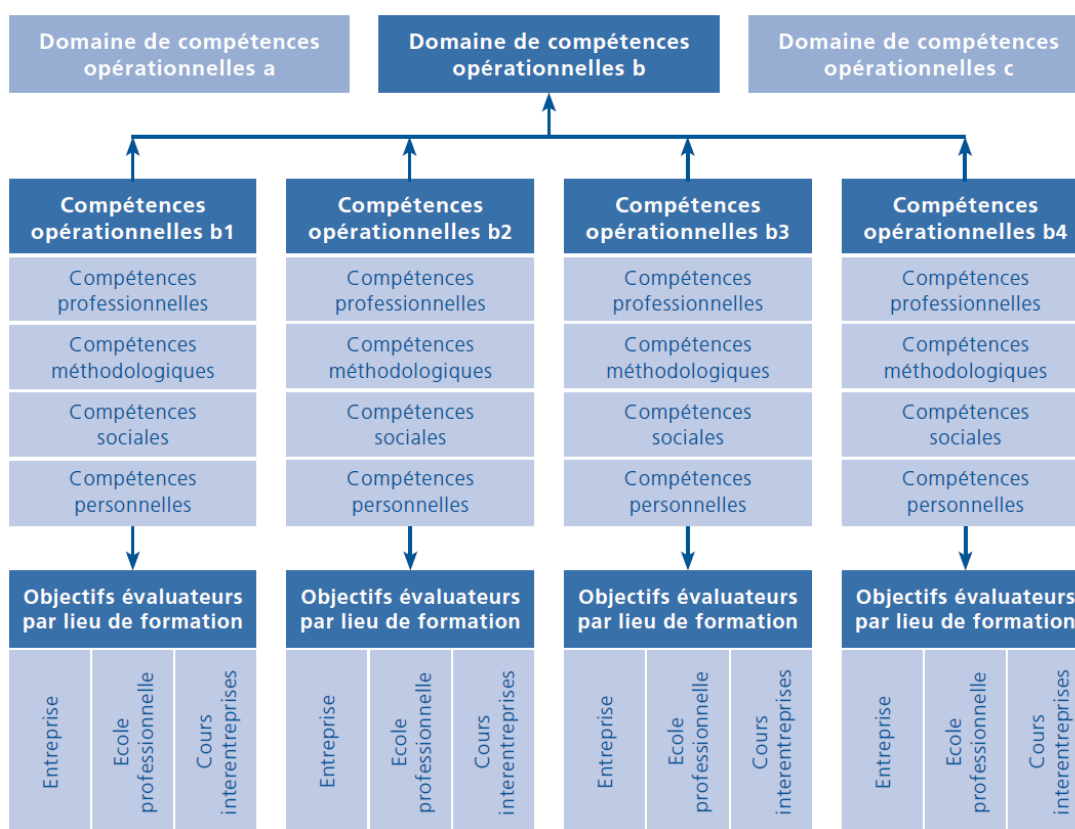 Domaine de compétences
opérationnelles a
Domaine de compétences
opérationnelles b
Domaine de compétences
opérationnelles c
Compétences
opérationnelles b1
Compétences
opérationnelles b2
Compétences
opérationnelles b3
Compétences
opérationnelles b4
Compétences
professionnelles
Compétences
professionnelles
Compétences
professionnelles
Compétences
professionnelles
Compétences
méthodologiques
Compétences
méthodologiques
Compétences
méthodologiques
Compétences
méthodologiques
Compétences
sociales
Compétences
sociales
Compétences
sociales
Compétences
sociales
Compétences
personnelles
Compétences
personnelles
Compétences
personnelles
Compétences
personnelles
Objectifs évaluateurs
par lieu de formation
Objectifs évaluateurs
par lieu de formation
Objectifs évaluateurs
par lieu de formation
Objectifs évaluateurs
par lieu de formation
Entreprise
Ecole
professionnelle
Cours
interentreprises
Entreprise
Ecole
professionnelle
Cours
interentreprises
Entreprise
Ecole
professionnelle
Cours
interentreprises
Entreprise
Ecole
professionnelle
Cours
interentreprises